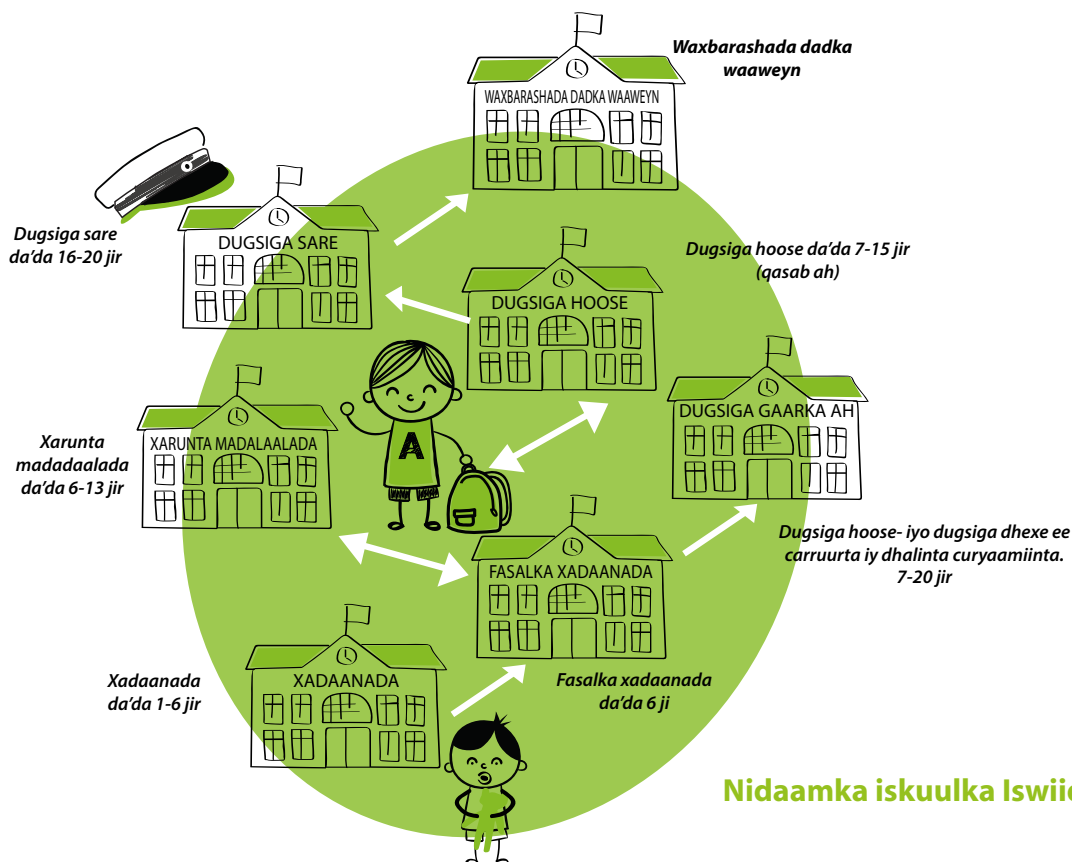 Waxbarashada dadka
waaweyn
WAXBARASHADA DADKA WAAWEYN
Dugsiga sare
da'da 16-20 jir
DUGSIGA SARE
Dugsiga hoose da'da 7-15 jir
(qasab ah)
DUGSIGA HOOSE
DUGSIGA GAARKA AH
Xarunta
madadaalada
da'da 6-13 jir
XARUNTA MADALAALADA
A
Dugsiga hoose- iyo dugsiga dhexe ee
carruurta iy dhalinta curyaamiinta.
7-20 jir
FASALKA XADAANADA
Fasalka xadaanada
da'da 6 ji
Xadaanada
da'da 1-6 jir
XADAANADA
Nidaamka iskuulka